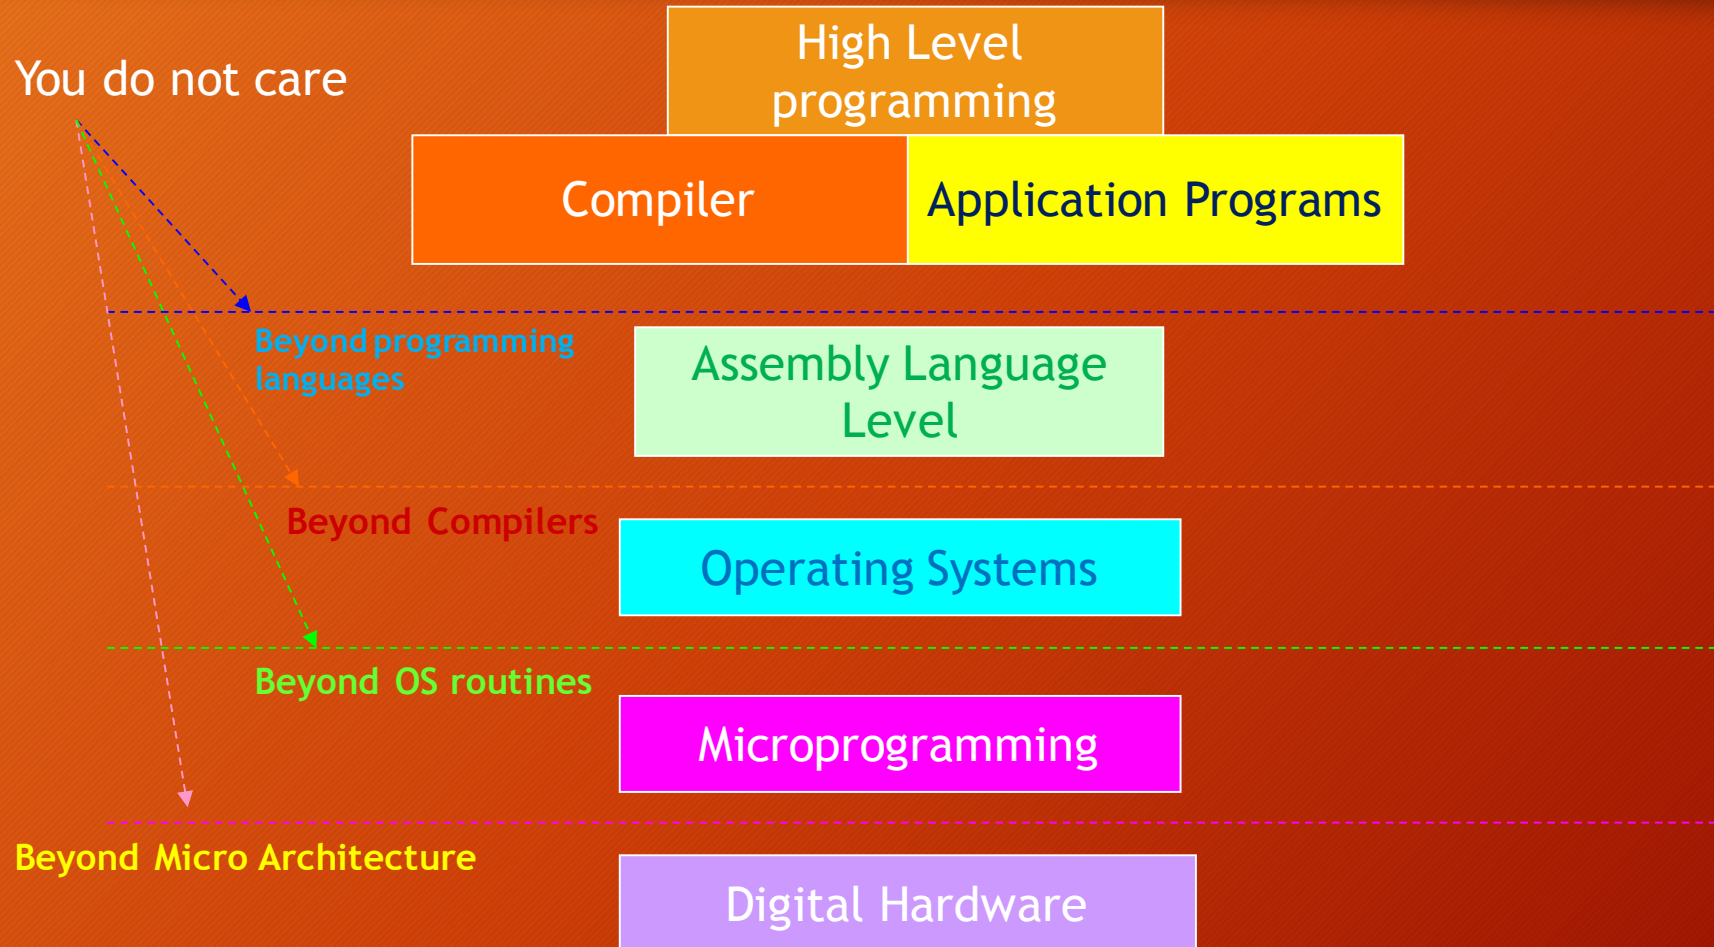 High Level
programming
You do not care
Compiler
Application Programs
Beyond programming
languages
Assembly Language
Level
Beyond Compilers
Operating Systems
Beyond OS routines
Microprogramming
Beyond Micro Architecture
Digital Hardware